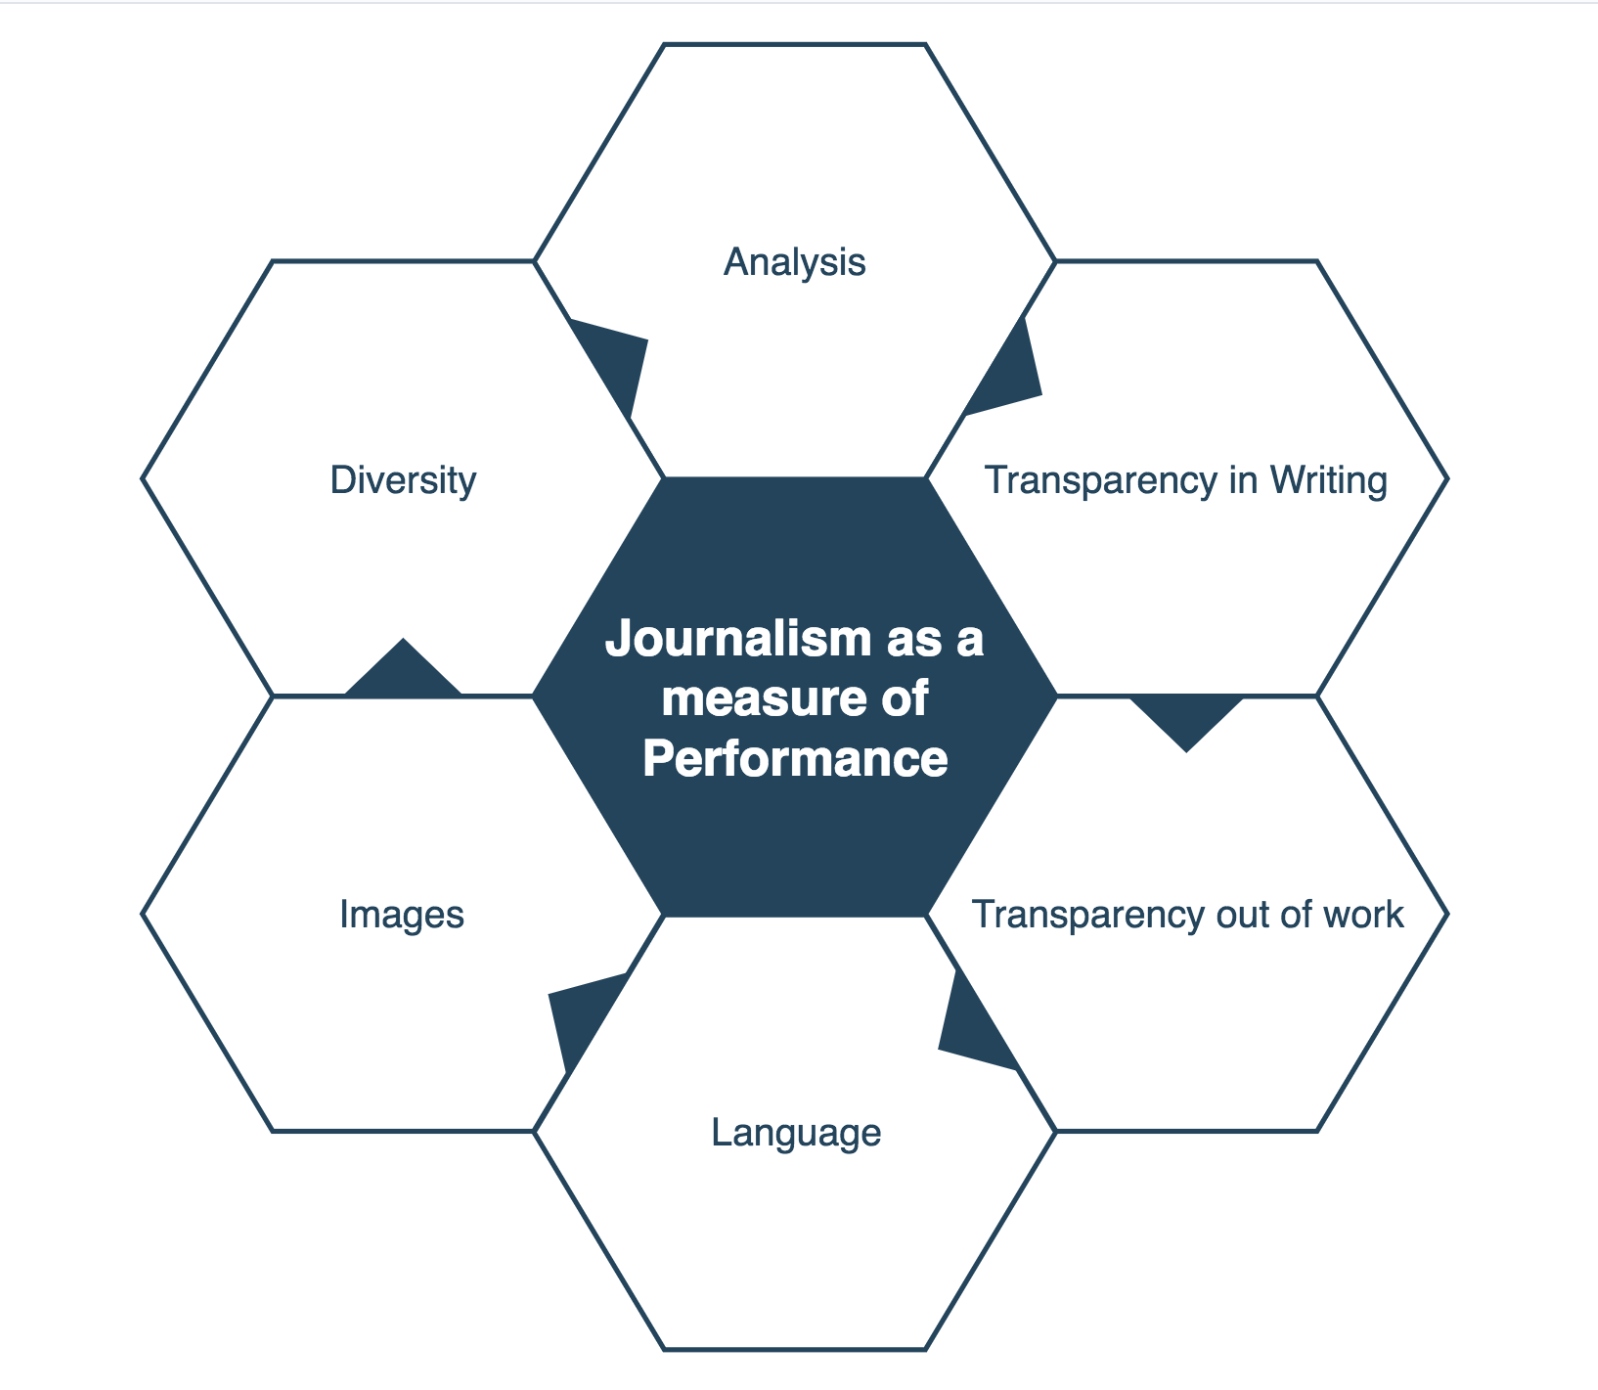 Analysis
Diversity
Transparency in Writing
Journalism as a
measure of
Performance
Images
Transparency out of work
Language